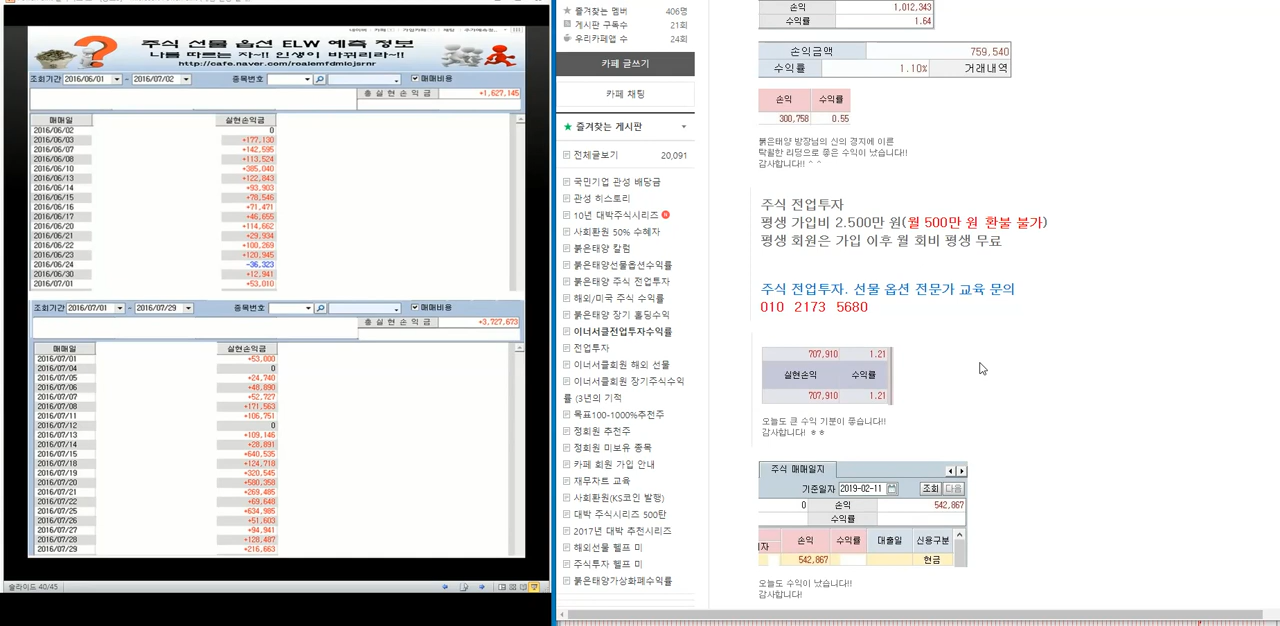 주식 선물 옵션 ELW 예측 정보
나를 따르는 자~!! 인생이 바뀌리라~!!
http://cafe.naver.com/roalemfdmlcjsrnr
조회기간 2016/06/01 ~ 2016/07/02 종목번호 매매비용
총 실 현 손 익 금 +1,627,145
매매일 실현손익금
2016/06/02 0
2016/06/03 +177,130
2016/06/07 +142,595
2016/06/08 +113,524
2016/06/10 +385,040
2016/06/13 +122,843
2016/06/14 +93,903
2016/06/15 +78,546
2016/06/16 +71,471
2016/06/17 +46,655
2016/06/20 +114,662
2016/06/21 +29,934
2016/06/22 +100,269
2016/06/23 +120,945
2016/06/24 -36,323
2016/06/30 +12,941
2016/07/01 +53,010
조회기간 2016/07/01 ~ 2016/07/29 종목번호 매매비용
총 실 현 손 익 금 +3,727,673
매매일 실현손익금
2016/07/01 +53,000
2016/07/04 0
2016/07/05 +24,740
2016/07/06 +48,890
2016/07/07 +52,727
2016/07/08 +171,563
2016/07/11 +106,751
2016/07/12 0
2016/07/13 +109,146
2016/07/14 +28,891
2016/07/15 +640,535
2016/07/18 +124,718
2016/07/19 +320,545
2016/07/20 +580,358
2016/07/21 +269,485
2016/07/22 +69,648
2016/07/25 +634,985
2016/07/26 +51,603
2016/07/27 +94,941
2016/07/28 +128,487
2016/07/29 +216,663
슬라이드 40/45
즐겨찾는 멤버 406명
게시판 구독수 21회
우리카페앱 수 24회
카페 글쓰기
카페 채팅
즐겨찾는 게시판
전체글보기 20,091
국민기업 관성 배당금
관성 히스토리
10년 대박주식시리즈
사회환원 50% 수혜자
붉은태양 칼럼
붉은태양선물옵션수익률
붉은태양 주식 전업투자
해외/미국 주식 수익률
붉은태양 장기 홀딩수익
이너서클전업투자수익률
전업투자
이너서클회원 해외 선물
이너서클회원 장기주식수익
률 (3년의 기적
목표100-1000%추천주
정회원 추천주
정회원 미보유 종목
카페 회원 가입 안내
재무차트 교육
사회환원(KS코인 발행)
대박 주식시리즈 500탄
2017년 대박 추천시리즈
해외선물 헬프 미
주식투자 헬프 미
붉은태양가상화폐수익률
손익 1,012,343
수익률 1.64
손익금액 759,540
수익률 1.10% 거래내역
손익 수익률
300,758 0.55
붉은태양 방장님의 신의 경지에 이른
탁월한 리딩으로 좋은 수익이 났습니다!!
감사합니다!! ^ ^
주식 전업투자
평생 가입비 2.500만 원(월 500만 원 환불 불가)
평생 회원은 가입 이후 월 회비 평생 무료
주식 전업투자. 선물 옵션 전문가 교육 문의
010 2173 5680
707,910 1.21
실현손익 수익률
707,910 1.21
오늘도 큰 수익 기분이 좋습니다!!
감사합니다! ㅎㅎ
주식 매매일지
기준일자 2019-02-11 조회 다음
0 손익 542,867
수익률
손익 수익률 대출일 신용구분
542,867 현금
오늘도 수익이 났습니다!!
감사합니다!